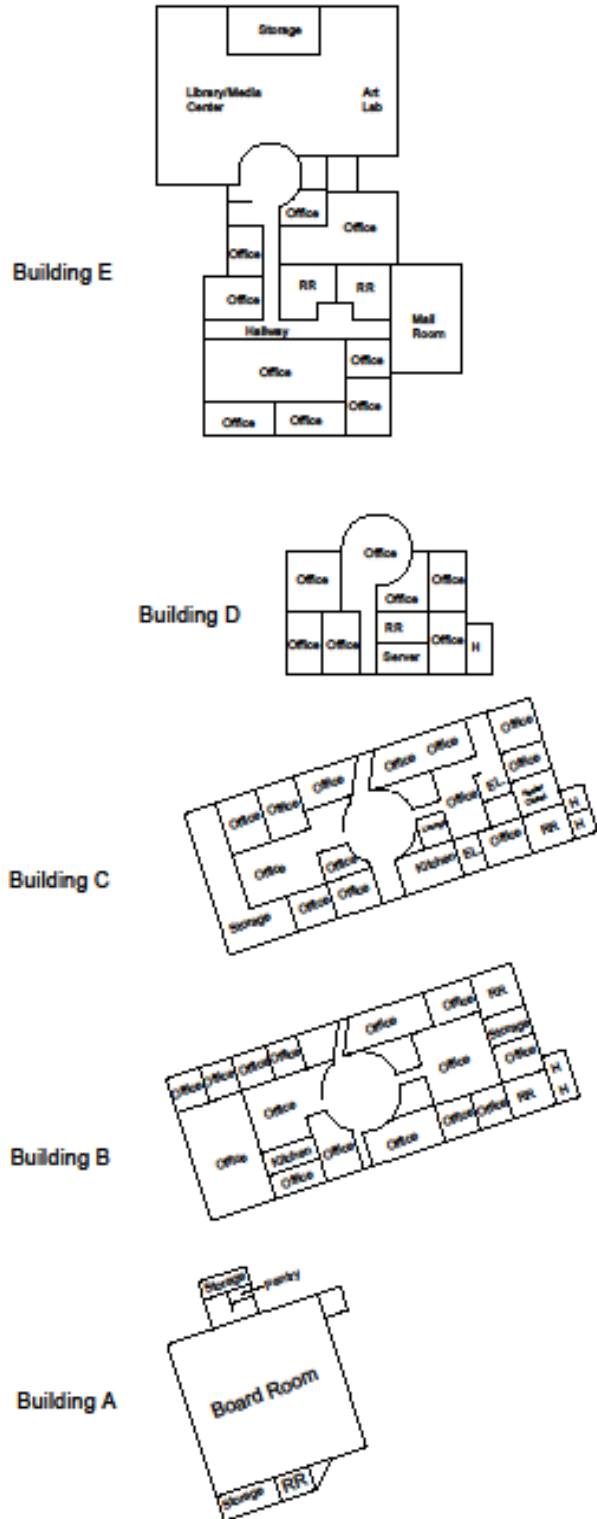 Storage
Library/Media Art
Center Lab
Office
Office
Building E
Office
RR RR
Office
Mail
Room
Hallway
Office
Office
Office
Office Office
Office
Building D
Office Office
Office
RR
Office Office Office H
Server
Office
Office Office
Office
Office
Office Office
Office EL
H
Office
Office
Kitchen EL Office RR H
Building C
Storage Office Office
RR
Office
Office
Storage
Office Office Office Office
Office
Office
Office
H
H
Office Office RR
Office
Building B
Office
Kitchen Office
Office
Storage pantry
Board Room
Building A
Storage RR